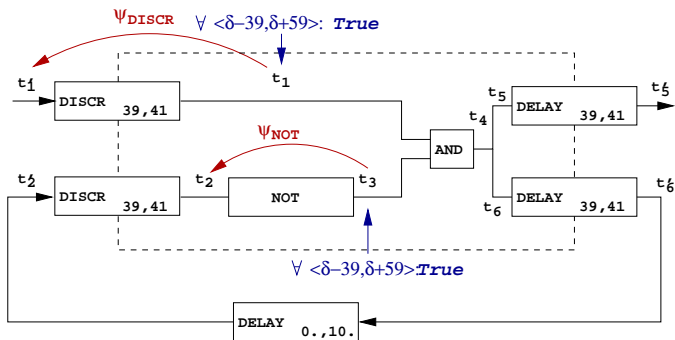 ψDISCR ∀ <δ−39,δ+59>: True
t1′ t1 t5 t5′
DISCR 39,41 t4 DELAY 39,41
ψNOT AND
t2′ t2 t3 t6′
DISCR 39,41 NOT t6 DELAY 39,41
∀ <δ−39,δ+59>:True
DELAY 0.,10.